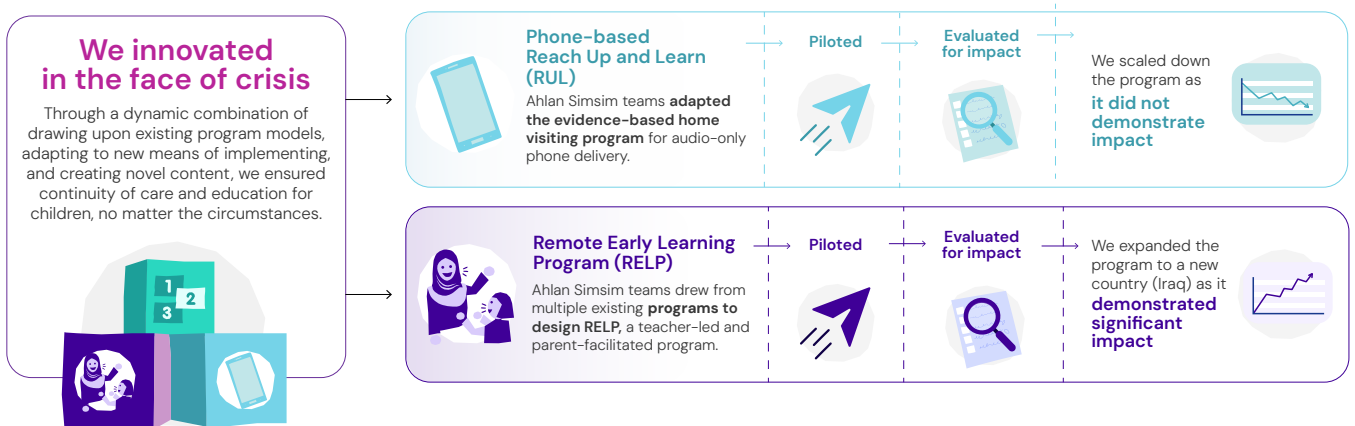 We innovated
in the face of crisis
Through a dynamic combination of
drawing upon existing program models,
adapting to new means of implementing,
and creating novel content, we ensured
continuity of care and education for
children, no matter the circumstances.
1
2
3
Phone-based
Reach Up and Learn
(RUL)
Ahlan Simsim teams adapted
the evidence-based home
visiting program for audio-only
phone delivery.
Piloted
Evaluated
for impact
We scaled down
the program as
it did not
demonstrate
impact
Remote Early Learning
Program (RELP)
Ahlan Simsim teams drew from
multiple existing programs to
design RELP, a teacher-led and
parent-facilitated program.
Piloted
Evaluated
for impact
We expanded the
program to a new
country (Iraq) as it
demonstrated
significant
impact